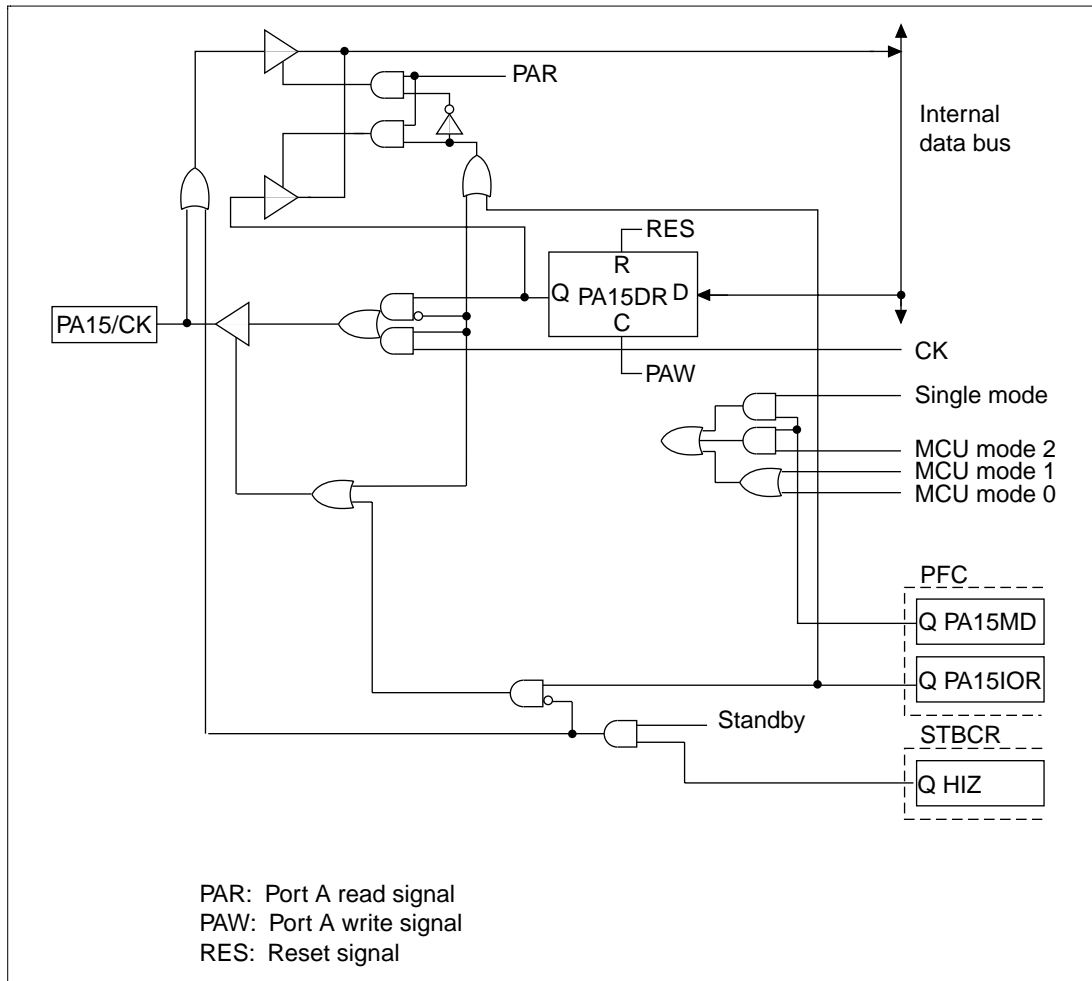 PAR
Internal
data bus
RES
R
Q PA15DR D
C
PA15/CK
PAW
CK
Single mode
MCU mode 2
MCU mode 1
MCU mode 0
PFC
Q PA15MD
Q PA15IOR
Standby
STBCR
Q HIZ
PAR: Port A read signal
PAW: Port A write signal
RES: Reset signal